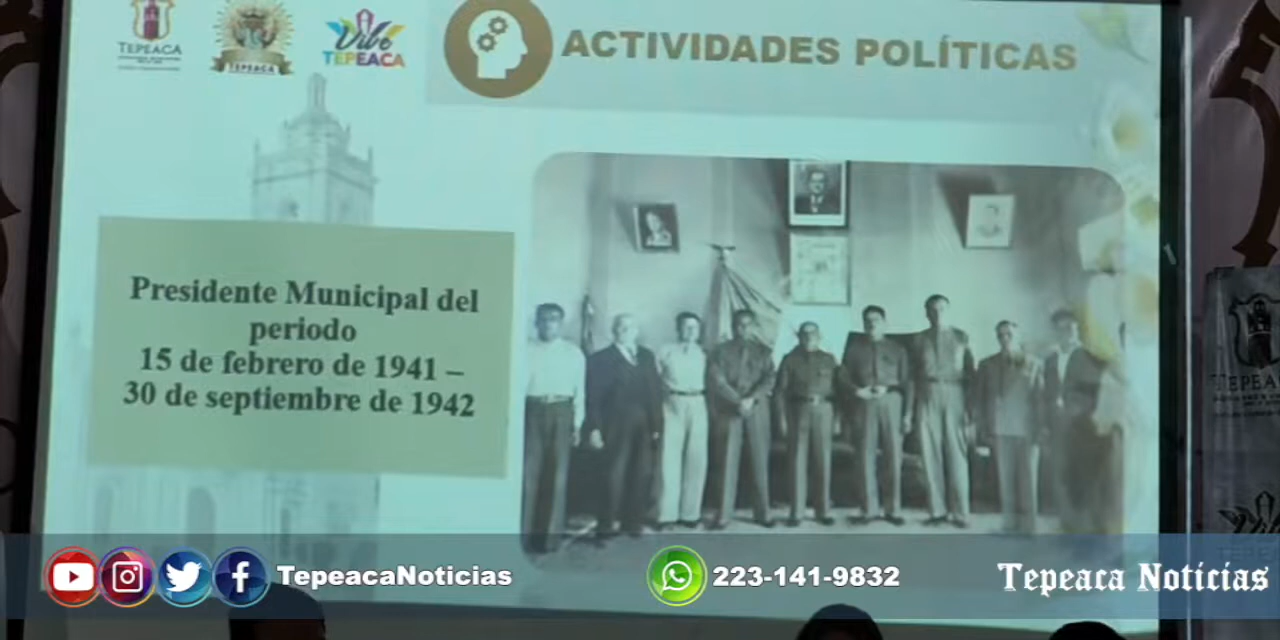 TEPEACA
TEPEACA
Vive
TEPEACA
ACTIVIDADES POLÍTICAS
Presidente Municipal del
periodo
15 de febrero de 1941 –
30 de septiembre de 1942
TEPEACA
TepeacaNoticias
223-141-9832
Tepeaca Noticias